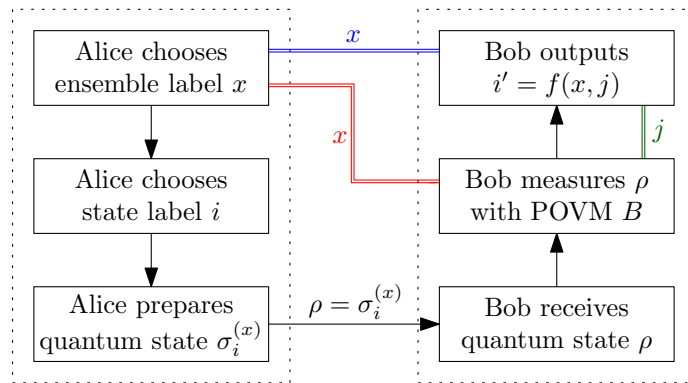 Alice chooses
ensemble label x
x
Bob outputs
i′ = f(x, j)
x
j
Alice chooses
state label i
Bob measures ρ
with POVM B
Alice prepares
quantum state σ_i^{(x)}
ρ = σ_i^{(x)}
Bob receives
quantum state ρ